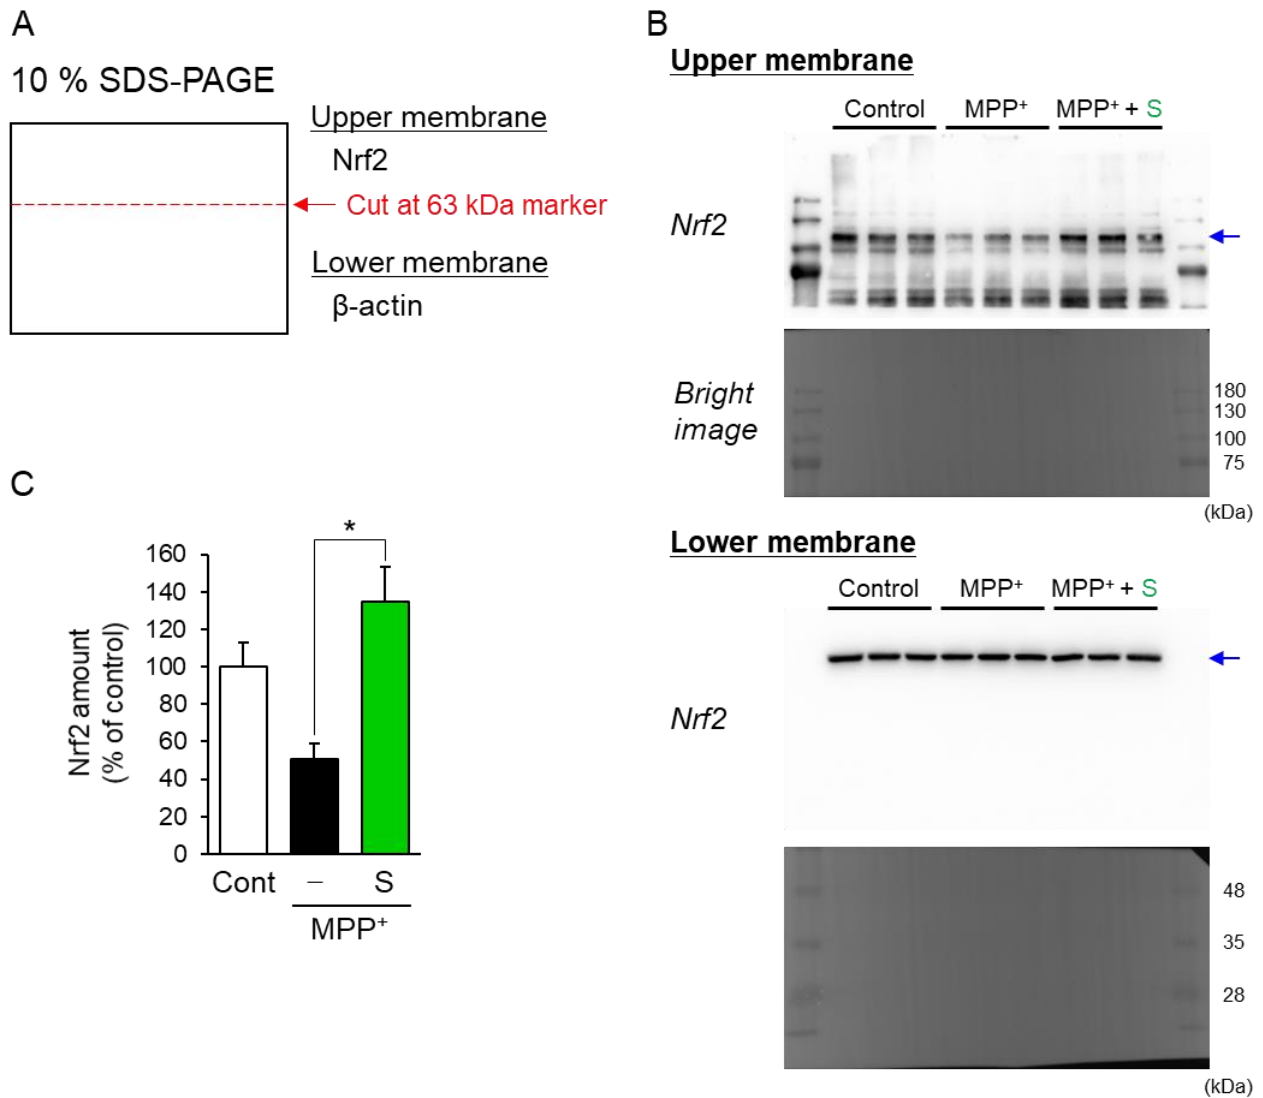 A
10 % SDS-PAGE
Upper membrane
Nrf2
Cut at 63 kDa marker
Lower membrane
β-actin
B
Upper membrane
Control MPP⁺ MPP⁺ + S
Nrf2
Bright
image
180
130
100
75
(kDa)
Lower membrane
Control MPP⁺ MPP⁺ + S
Nrf2
48
35
28
(kDa)
C
*
Nrf2 amount
(% of control)
160
140
120
100
80
60
40
20
0
Cont – S
MPP⁺